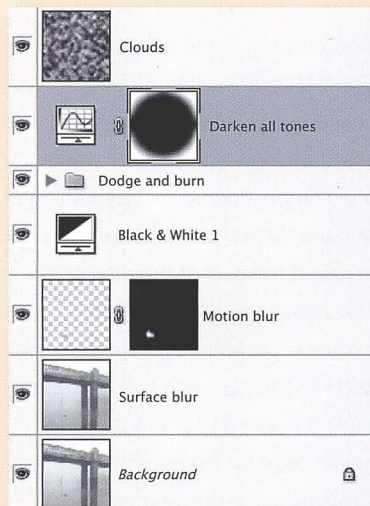 Clouds
Darken all tones
Dodge and burn
Black & White 1
Motion blur
Surface blur
Background